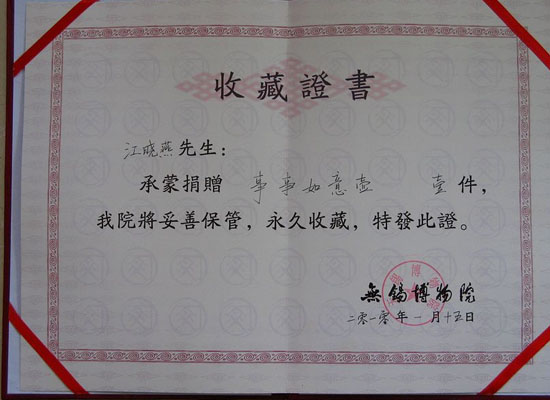 收藏證書
江晓燕先生：
承蒙捐贈 事事如意壶 壹件，
我院將妥善保管，永久收藏，特發此證。
無錫博物院
二零一零年一月十五日